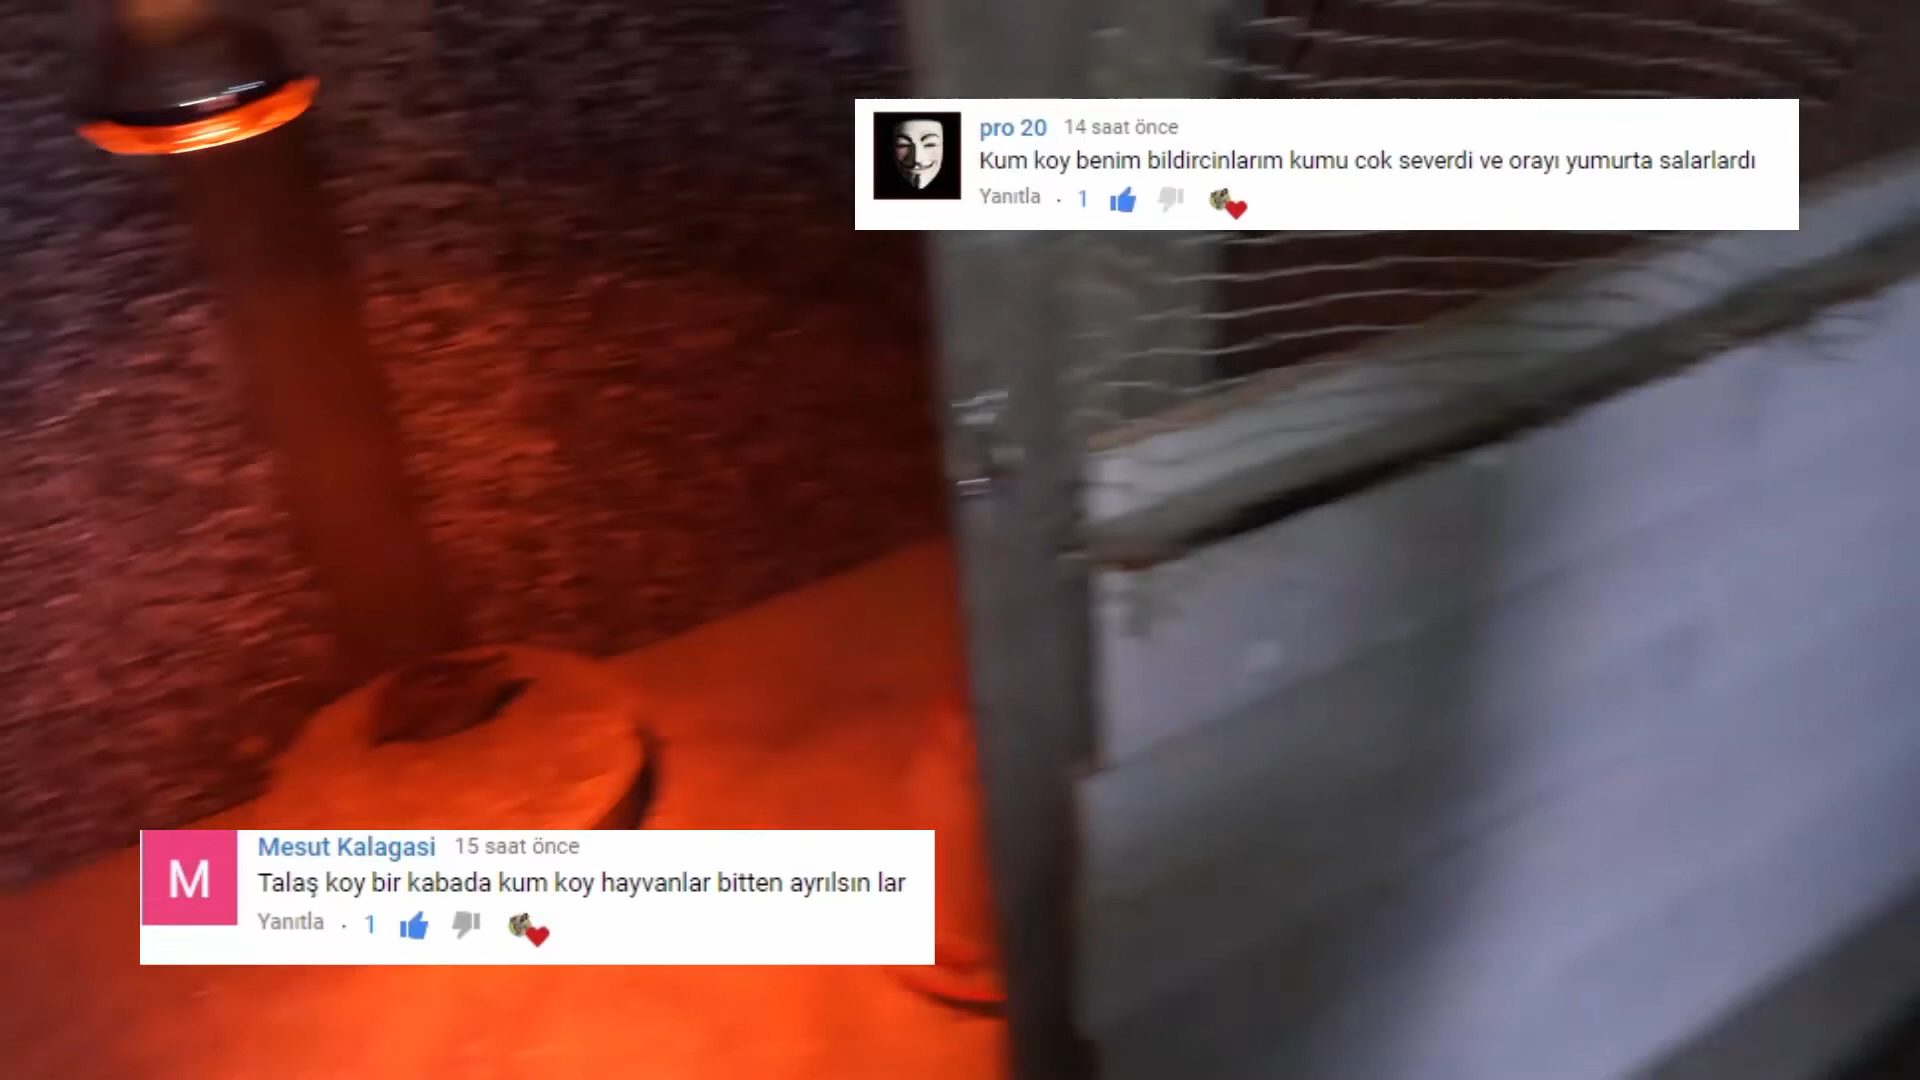 pro 20 14 saat önce
Kum koy benim bildircinlarım kumu cok severdi ve orayı yumurta salarlardı
Yanıtla . 1
M
Mesut Kalagasi 15 saat önce
Talaş koy bir kabada kum koy hayvanlar bitten ayrılsın lar
Yanıtla . 1